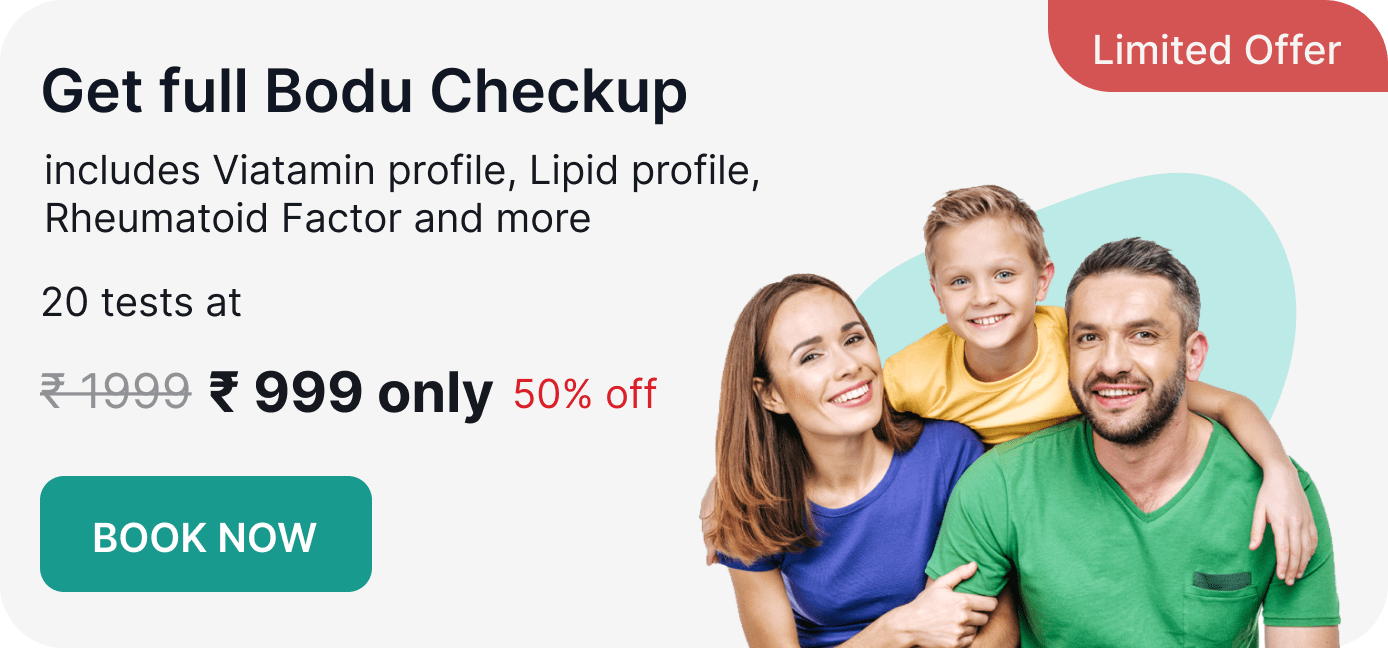 Limited Offer
Get full Bodu Checkup
includes Viatamin profile, Lipid profile,
Rheumatoid Factor and more
20 tests at
₹ 1999 ₹ 999 only 50% off
BOOK NOW